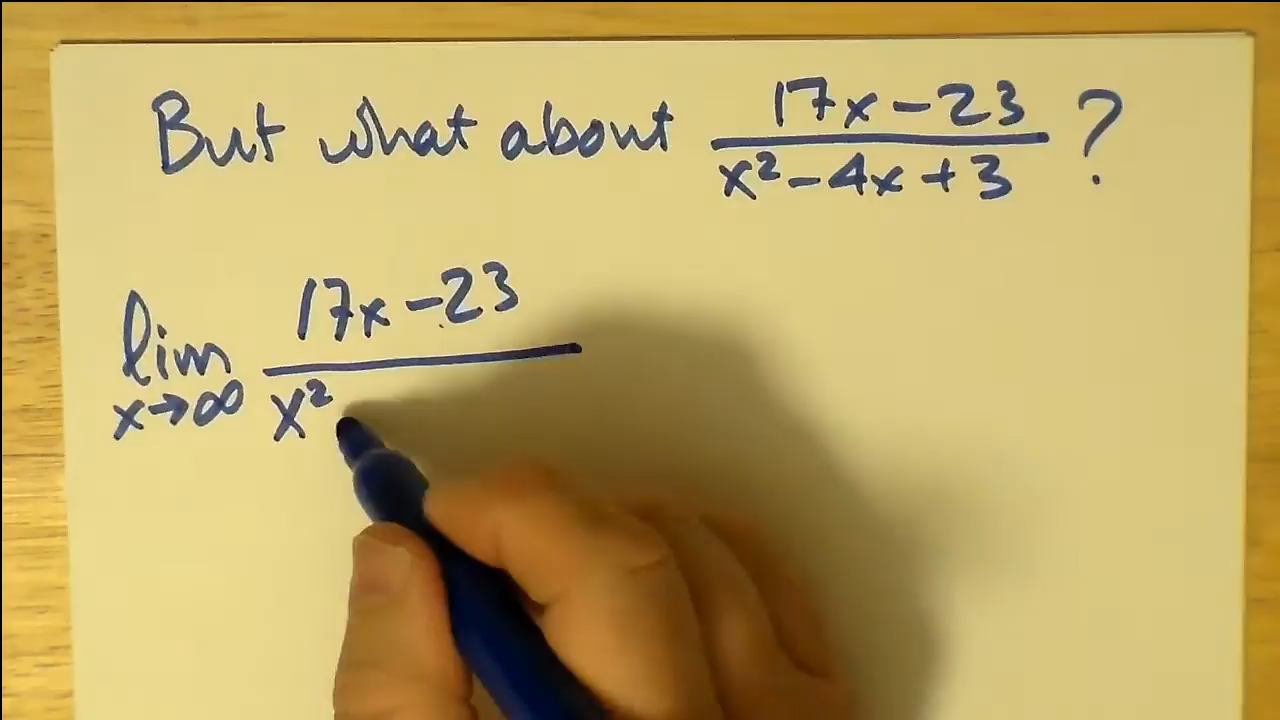 But what about (17x-23)/(x²-4x+3)?
lim x→∞ (17x-23)/(x²